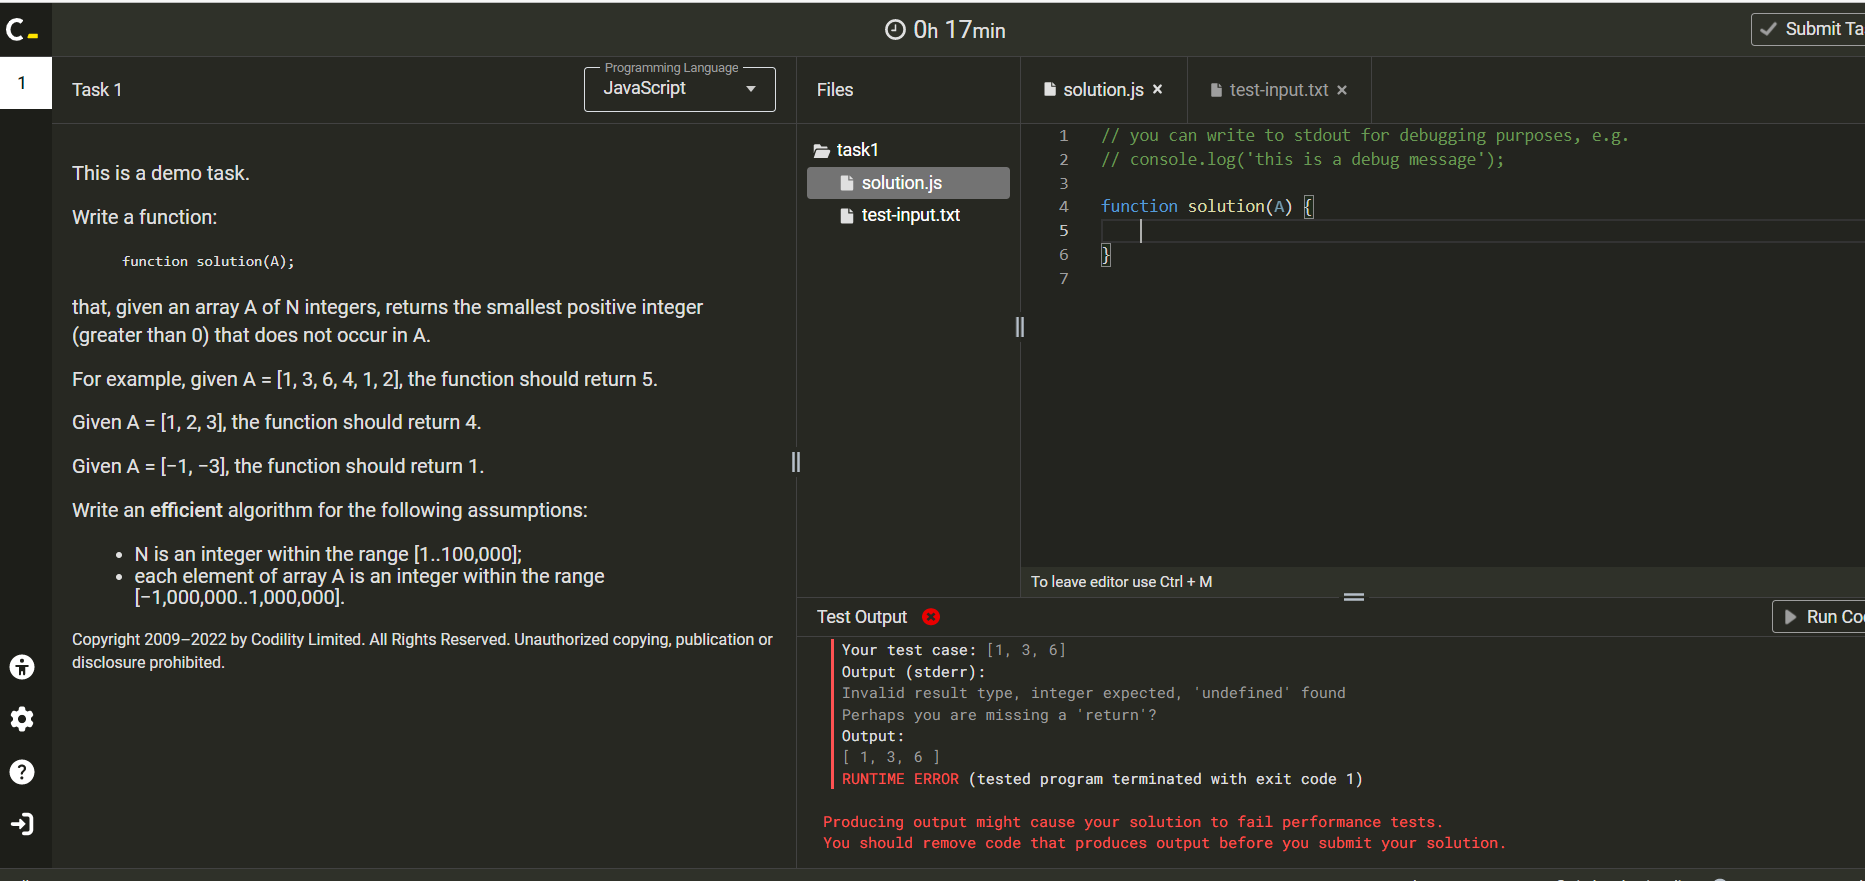 C_
0h 17min
Submit Ta
1
Task 1
Programming Language
JavaScript
Files
solution.js ×
test-input.txt ×
This is a demo task.
Write a function:
function solution(A);
that, given an array A of N integers, returns the smallest positive integer
(greater than 0) that does not occur in A.
For example, given A = [1, 3, 6, 4, 1, 2], the function should return 5.
Given A = [1, 2, 3], the function should return 4.
Given A = [−1, −3], the function should return 1.
Write an efficient algorithm for the following assumptions:
• N is an integer within the range [1..100,000];
• each element of array A is an integer within the range
[−1,000,000..1,000,000].
Copyright 2009–2022 by Codility Limited. All Rights Reserved. Unauthorized copying, publication or
disclosure prohibited.
task1
solution.js
test-input.txt
1 // you can write to stdout for debugging purposes, e.g.
2 // console.log('this is a debug message');
3
4 function solution(A) {
5
6 }
7
To leave editor use Ctrl + M
Test Output
Run Co
Your test case: [1, 3, 6]
Output (stderr):
Invalid result type, integer expected, 'undefined' found
Perhaps you are missing a 'return'?
Output:
[ 1, 3, 6 ]
RUNTIME ERROR (tested program terminated with exit code 1)
Producing output might cause your solution to fail performance tests.
You should remove code that produces output before you submit your solution.